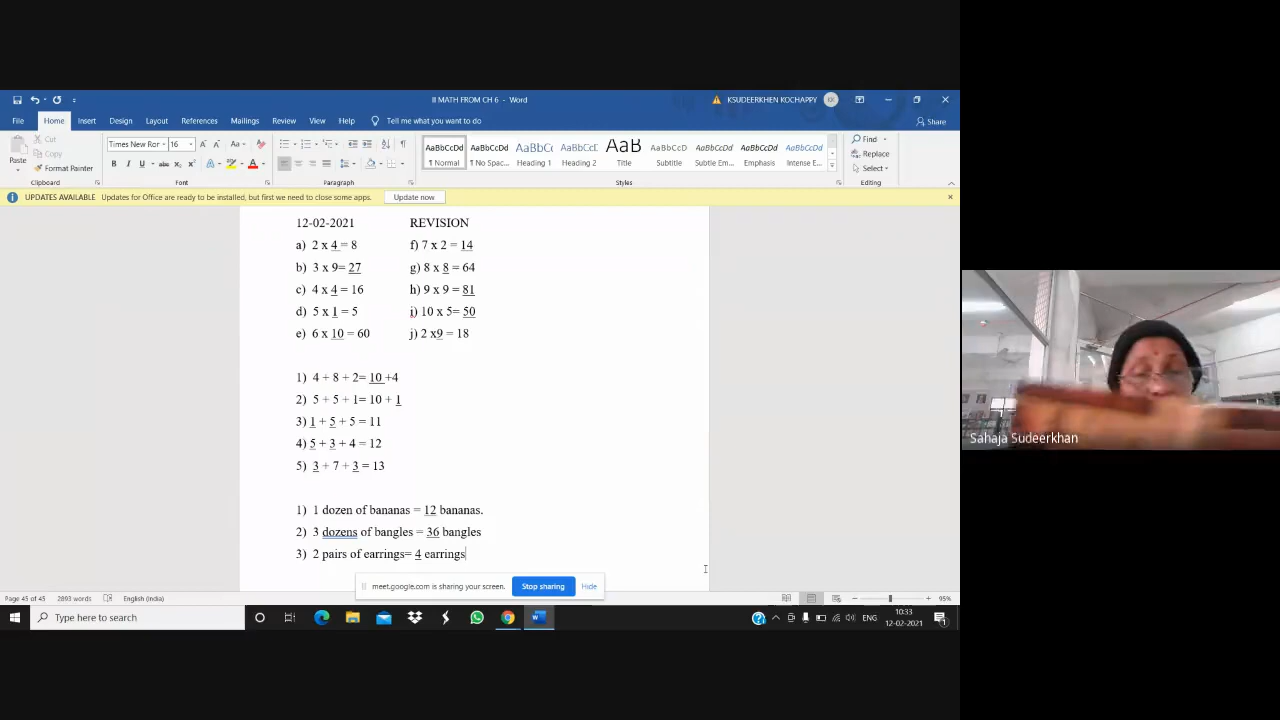 II MATH FROM CH 6 - Word
KSUDEERKHEN KOCHAPPY KK
File Home Insert Design Layout References Mailings Review View Help Tell me what you want to do Share
Paste Cut Copy Format Painter
Times New Ror 16 Aa
B I U abc x₂ x² A A
AaBbCcDd AaBbCcDd AaBbCc AaBbCcD AaB AaBbCcD AaBbCcDd AaBbCcDd AaBbCcDd
¶ Normal ¶ No Spac... Heading 1 Heading 2 Title Subtitle Subtle Em... Emphasis Intense E...
Find Replace Select
Clipboard Font Paragraph Styles Editing
UPDATES AVAILABLE Updates for Office are ready to be installed, but first we need to close some apps. Update now
12-02-2021 REVISION
a) 2 x 4 = 8 f) 7 x 2 = 14
b) 3 x 9= 27 g) 8 x 8 = 64
c) 4 x 4 = 16 h) 9 x 9 = 81
d) 5 x 1 = 5 i) 10 x 5= 50
e) 6 x 10 = 60 j) 2 x9 = 18
1) 4 + 8 + 2= 10 +4
2) 5 + 5 + 1= 10 + 1
3) 1 + 5 + 5 = 11
4) 5 + 3 + 4 = 12
5) 3 + 7 + 3 = 13
1) 1 dozen of bananas = 12 bananas.
2) 3 dozens of bangles = 36 bangles
3) 2 pairs of earrings= 4 earrings
meet.google.com is sharing your screen. Stop sharing Hide
Page 45 of 45 2893 words English (India) 95%
Type here to search ENG 10:33
12-02-2021
Sahaja Sudeerkhan